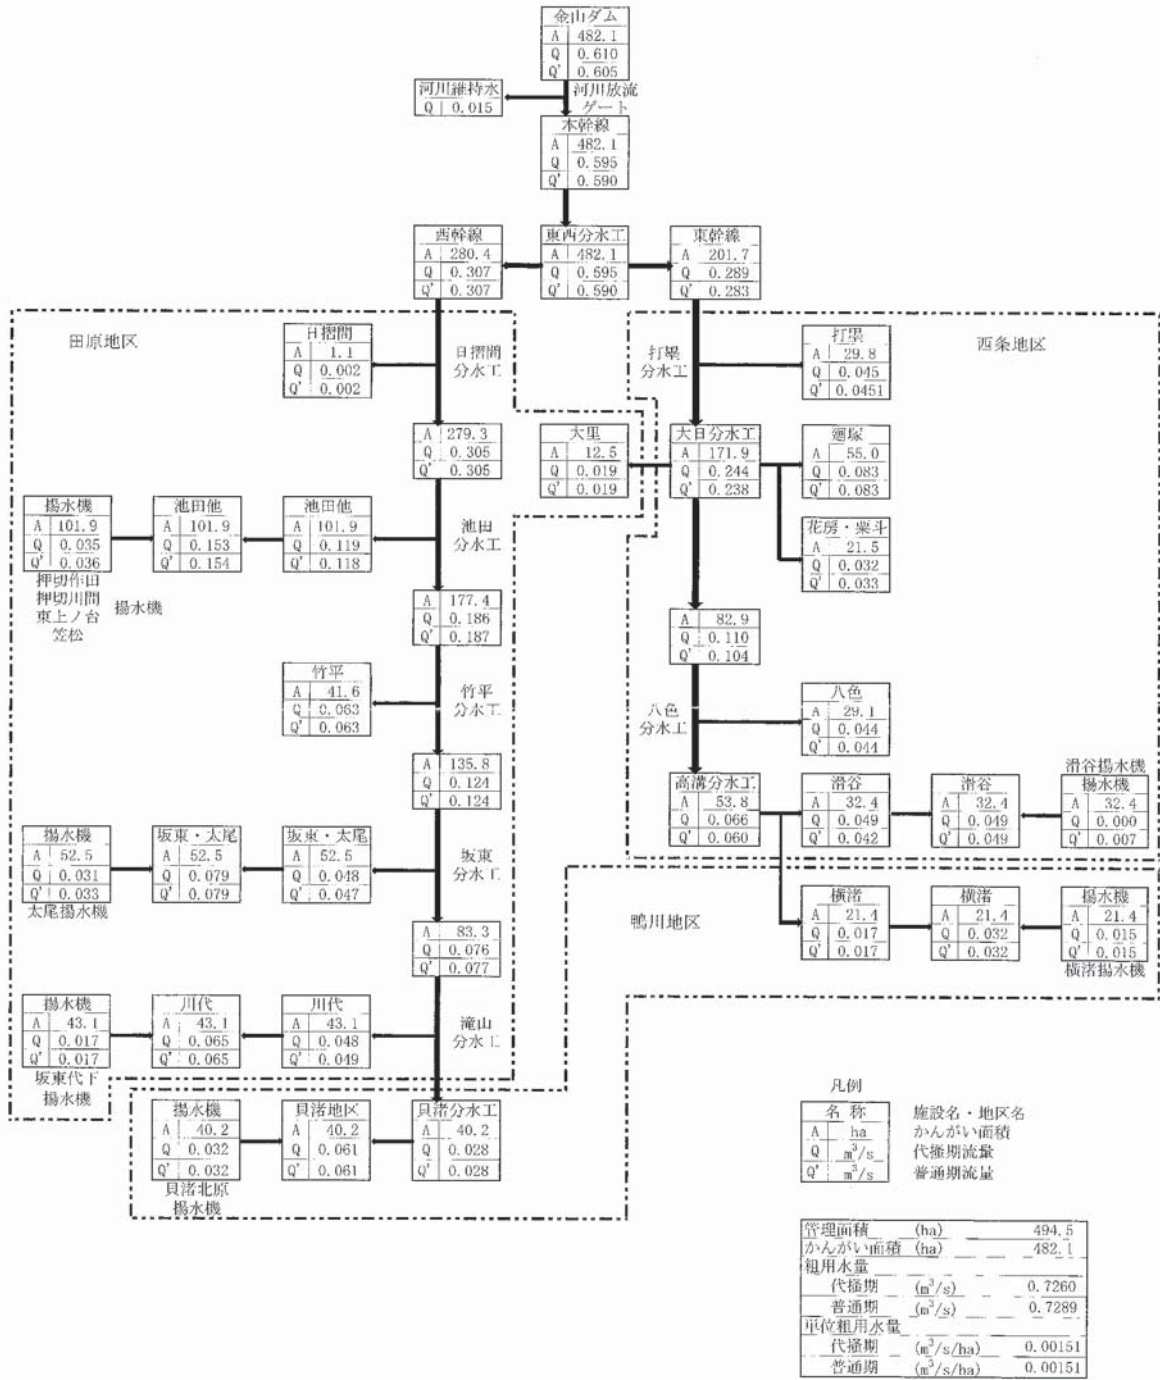 金山ダム
A 482.1
Q 0.610
Q' 0.605
河川維持水
Q 0.015
河川放流
ゲート
本幹線
A 482.1
Q 0.595
Q' 0.590
西幹線
A 280.4
Q 0.307
Q' 0.307
東西分水工
A 482.1
Q 0.595
Q' 0.590
東幹線
A 201.7
Q 0.289
Q' 0.283
田原地区
日摺間
A 1.1
Q 0.002
Q' 0.002
日摺間
分水工
A 279.3
Q 0.305
Q' 0.305
揚水機
A 101.9
Q 0.035
Q' 0.036
押切作田
押切川間
東上ノ台
笠松
揚水機
池田他
A 101.9
Q 0.153
Q' 0.154
池田他
A 101.9
Q 0.119
Q' 0.118
池田
分水工
A 177.4
Q 0.186
Q' 0.187
竹平
A 41.6
Q 0.063
Q' 0.063
竹平
分水工
A 135.8
Q 0.124
Q' 0.124
揚水機
A 52.5
Q 0.031
Q' 0.033
太尾揚水機
坂東・太尾
A 52.5
Q 0.079
Q' 0.079
坂東・太尾
A 52.5
Q 0.048
Q' 0.047
坂東
分水工
A 83.3
Q 0.076
Q' 0.077
揚水機
A 43.1
Q 0.017
Q' 0.017
坂東代下
揚水機
川代
A 43.1
Q 0.065
Q' 0.065
川代
A 43.1
Q 0.048
Q' 0.049
滝山
分水工
揚水機
A 40.2
Q 0.032
Q' 0.032
貝渚北原
揚水機
貝渚地区
A 40.2
Q 0.061
Q' 0.061
貝渚分水工
A 40.2
Q 0.028
Q' 0.028
西条地区
打墨
分水工
打墨
A 29.8
Q 0.045
Q' 0.0451
大里
A 12.5
Q 0.019
Q' 0.019
大日分水工
A 171.9
Q 0.244
Q' 0.238
廻塚
A 55.0
Q 0.083
Q' 0.083
花房・粟斗
A 21.5
Q 0.032
Q' 0.033
A 82.9
Q 0.110
Q' 0.104
八色
分水工
八色
A 29.1
Q 0.044
Q' 0.044
高溝分水工
A 53.8
Q 0.066
Q' 0.060
滑谷
A 32.4
Q 0.049
Q' 0.042
滑谷
A 32.4
Q 0.049
Q' 0.049
滑谷揚水機
揚水機
A 32.4
Q 0.000
Q' 0.007
鴨川地区
横渚
A 21.4
Q 0.017
Q' 0.017
横渚
A 21.4
Q 0.032
Q' 0.032
揚水機
A 21.4
Q 0.015
Q' 0.015
横渚揚水機
凡例
名 称 施設名・地区名
A ha かんがい面積
Q m³/s 代掻期流量
Q' m³/s 普通期流量
管理面積 (ha) 494.5
かんがい面積 (ha) 482.1
粗用水量
代掻期 (m³/s) 0.7260
普通期 (m³/s) 0.7289
単位粗用水量
代掻期 (m³/s/ha) 0.00151
普通期 (m³/s/ha) 0.00151